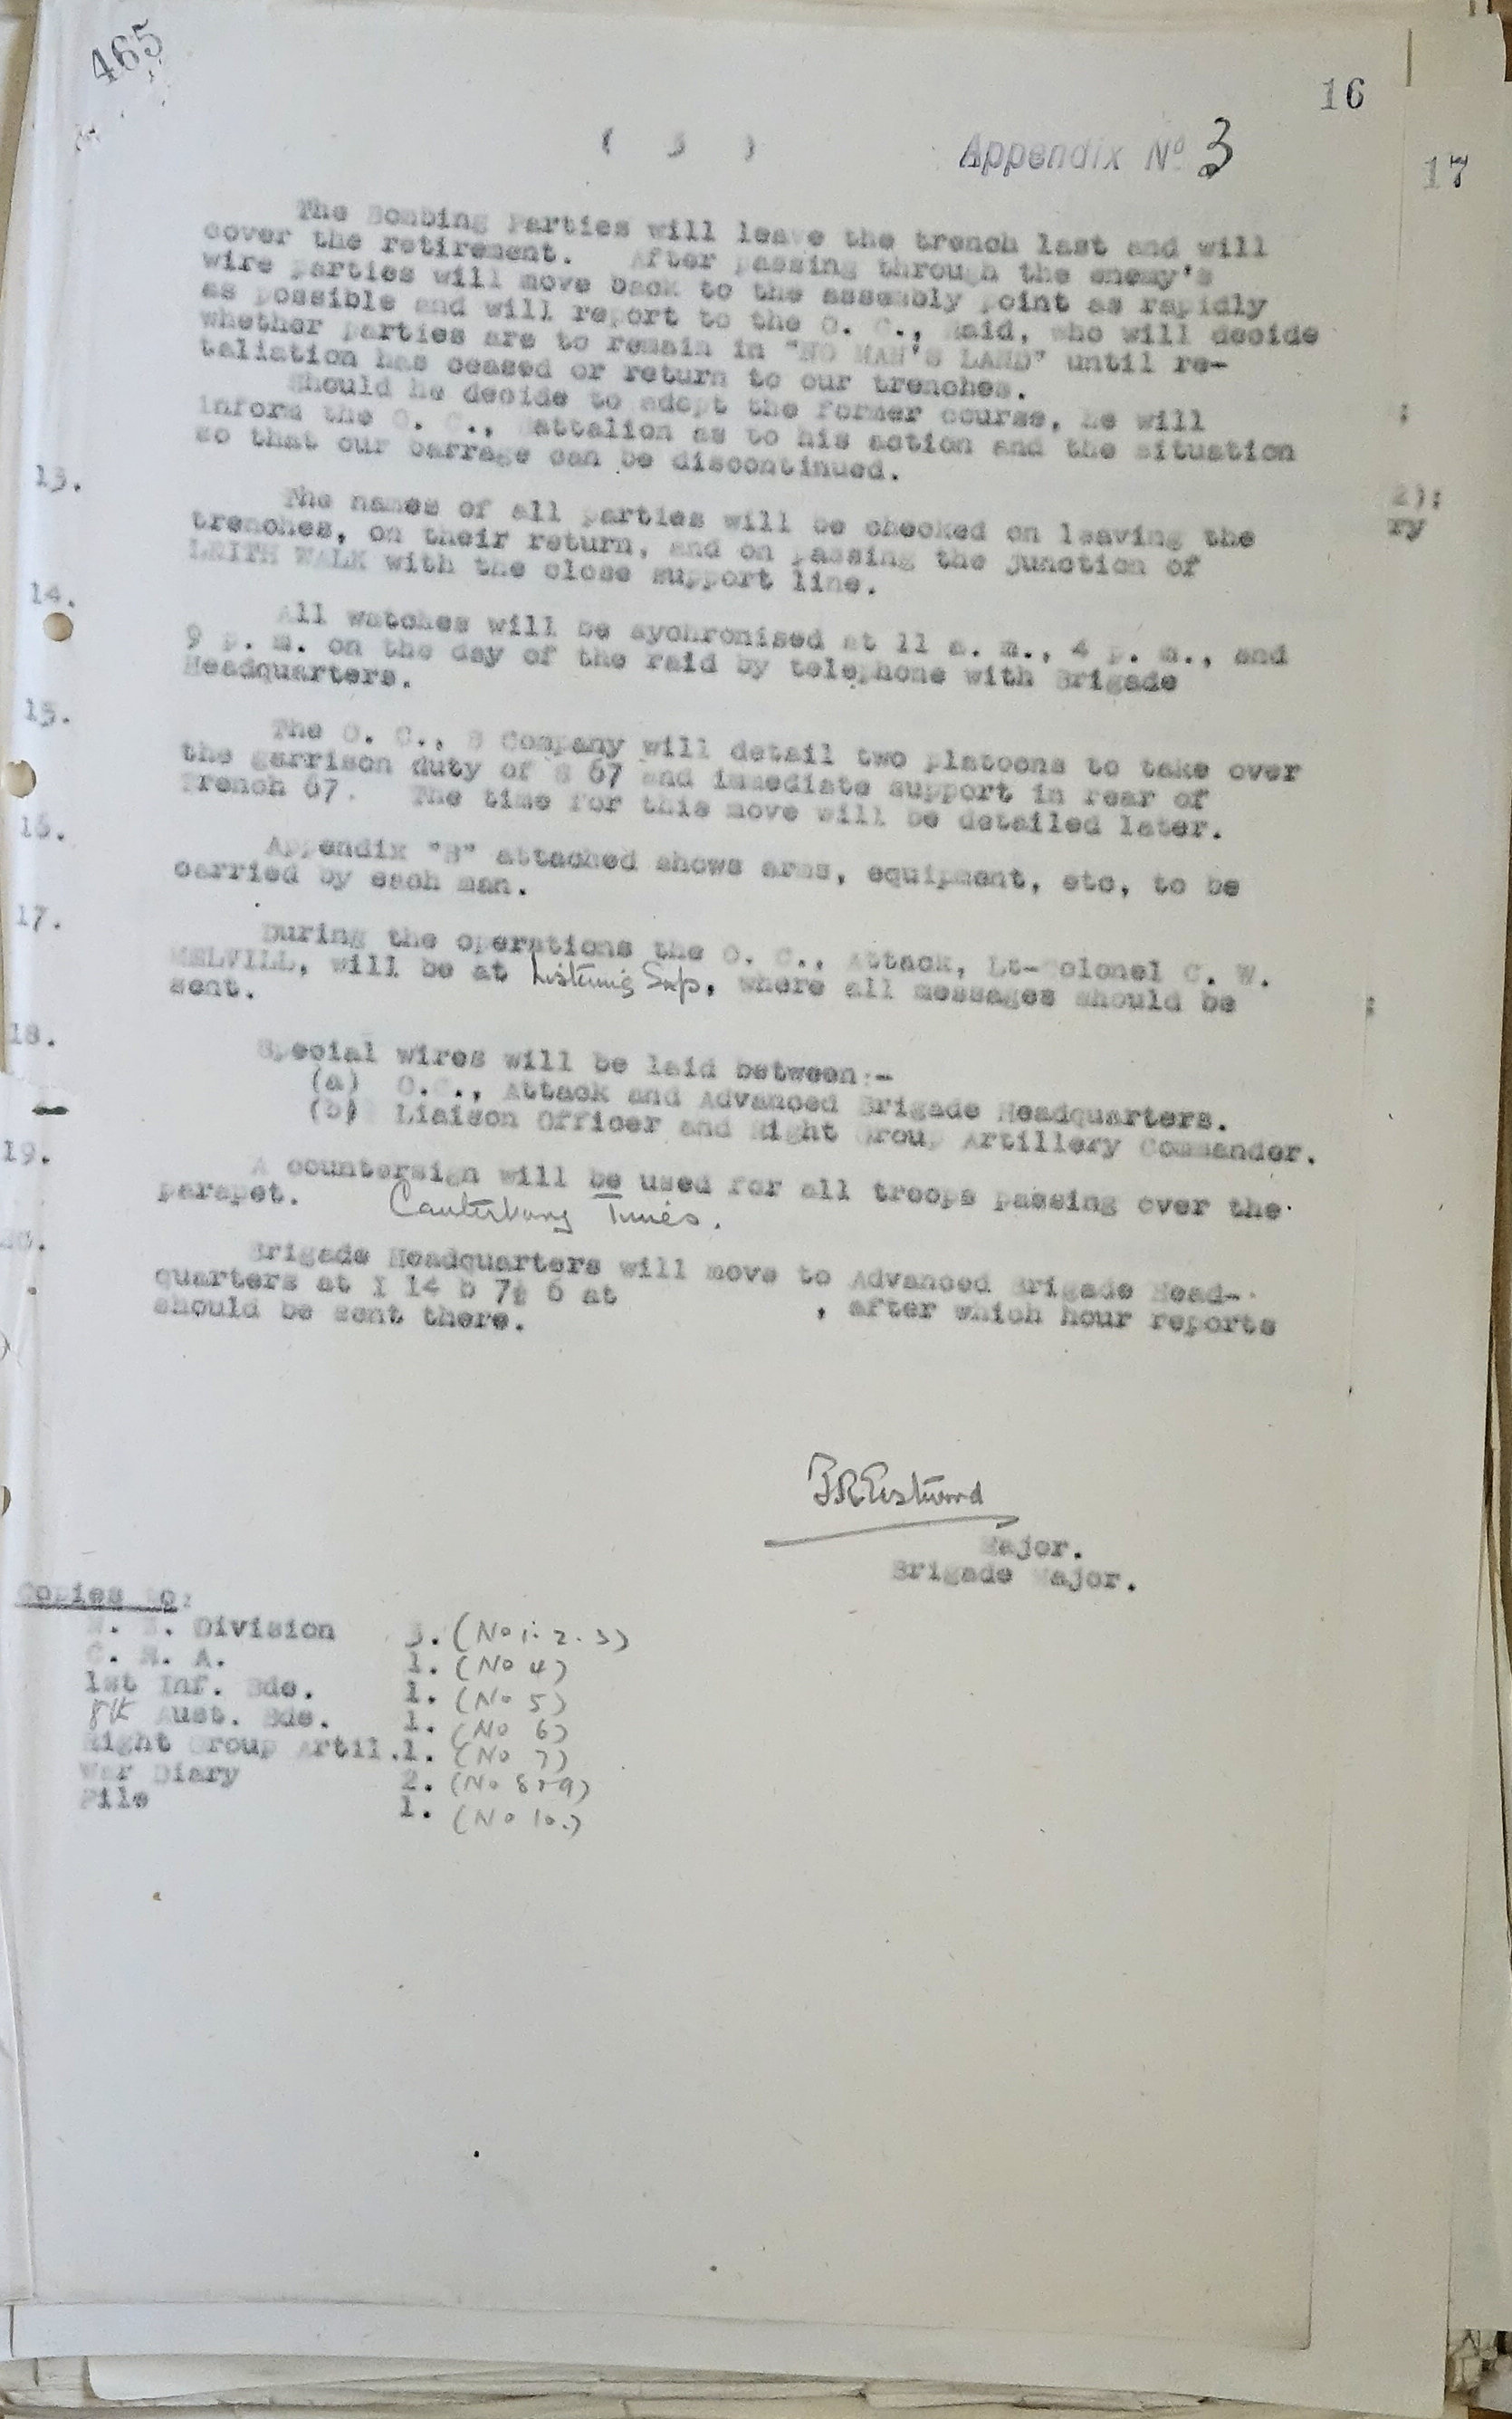 465
16
17
( 3 )
Appendix No 3
The Bombing Parties will leave the trench last and will
cover the retirement. After passing through the enemy's
wire parties will move back to the assembly point as rapidly
as possible and will report to the O. C., Raid, who will decide
whether parties are to remain in "NO MAN'S LAND" until re-
taliation has ceased or return to our trenches.
Should he decide to adopt the former course, he will
inform the O. C., Battalion as to his action and the situation
so that our barrage can be discontinued.
;
13.
The names of all parties will be checked on leaving the
trenches, on their return, and on passing the junction of
LEITH WALK with the close support line.
2);
ry
14.
All watches will be sychronised at 11 a. m., 4 p. m., and
9 p. m. on the day of the raid by telephone with Brigade
Headquarters.
15.
The O. C., B Company will detail two platoons to take over
the garrison duty of S 67 and immediate support in rear of
Trench 67. The time for this move will be detailed later.
16.
Appendix "B" attached shows arms, equipment, etc, to be
carried by each man.
17.
During the operations the O. C., Attack, Lt-Colonel C. W.
MELVILL, will be at Listening Sap, where all messages should be
sent.
;
18.
Special wires will be laid between:-
(a) O.C., Attack and Advanced Brigade Headquarters.
(b) Liaison Officer and Right Group Artillery Commander.
19.
A countersign will be used for all troops passing over the
parapet. Canterbury Times.
20.
Brigade Headquarters will move to Advanced Brigade Head-
quarters at I 14 b 7½ 6 at , after which hour reports
should be sent there.
Major.
Brigade Major.
Copies to:
N. Z. Division 3. (No 1. 2. 3)
C. R. A. 1. (No 4)
1st Inf. Bde. 1. (No 5)
8th Aust. Bde. 1. (No 6)
Right Group Artil.1. (No 7)
War Diary 2. (No 8 & 9)
File 1. (No 10.)